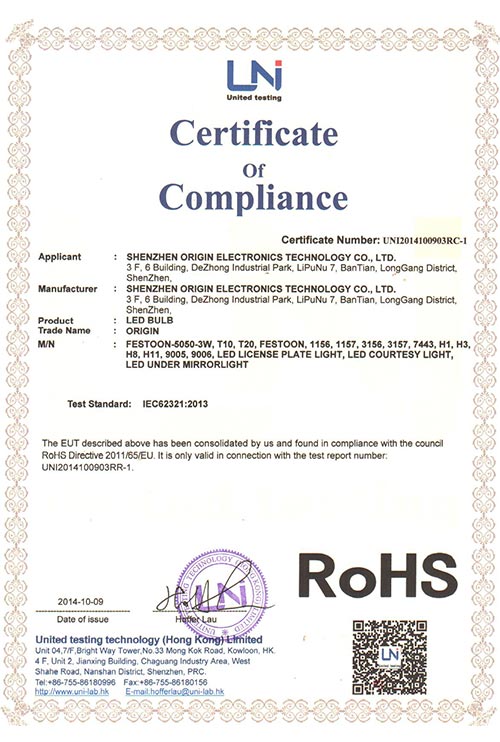 UNi
United testing
Certificate
Of
Compliance
Certificate Number: UNI2014100903RC-1
Applicant : SHENZHEN ORIGIN ELECTRONICS TECHNOLOGY CO., LTD.
3 F, 6 Building, DeZhong Industrial Park, LiPuNu 7, BanTian, LongGang District,
ShenZhen,
Manufacturer : SHENZHEN ORIGIN ELECTRONICS TECHNOLOGY CO., LTD.
3 F, 6 Building, DeZhong Industrial Park, LiPuNu 7, BanTian, LongGang District,
ShenZhen,
Product : LED BULB
Trade Name : ORIGIN
M/N : FESTOON-5050-3W, T10, T20, FESTOON, 1156, 1157, 3156, 3157, 7443, H1, H3,
H8, H11, 9005, 9006, LED LICENSE PLATE LIGHT, LED COURTESY LIGHT,
LED UNDER MIRRORLIGHT
Test Standard: IEC62321:2013
The EUT described above has been consolidated by us and found in compliance with the council
RoHS Directive 2011/65/EU. It is only valid in connection with the test report number:
UNI2014100903RR-1.
RoHS
2014-10-09
Date of issue
Hoffer Lau
UNi
United testing technology (Hong Kong) Limited
Unit 04,7/F,Bright Way Tower,No.33 Mong Kok Road, Kowloon, HK.
4 F, Unit 2, Jianxing Building, Chaguang Industry Area, West
Shahe Road, Nanshan District, Shenzhen, PRC.
Tel:+86-755-86180996 Fax:+86-755-86180156
http://www.uni-lab.hk E-mail:hofferlau@uni-lab.hk
UNi